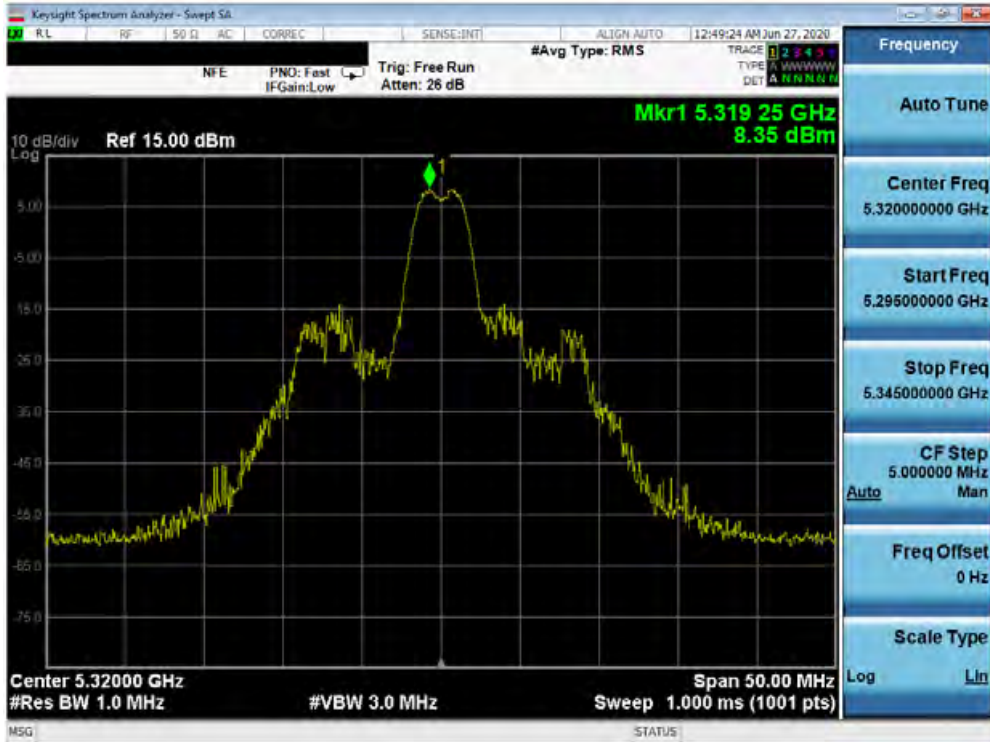 Keysight Spectrum Analyzer - Swept SA
RL RF 50 Ω AC CORREC SENSE:INT ALIGN AUTO 12:49:24 AM Jun 27, 2020
NFE PNO: Fast Trig: Free Run #Avg Type: RMS TRACE 1 2 3 4 5 6
IFGain:Low Atten: 26 dB TYPE A WWWWW
DET A N N N N N
Mkr1 5.319 25 GHz
10 dB/div Ref 15.00 dBm 8.35 dBm
Log
1
5.00
-5.00
-15.0
-25.0
-35.0
-45.0
-55.0
-65.0
-75.0
Center 5.32000 GHz Span 50.00 MHz
#Res BW 1.0 MHz #VBW 3.0 MHz Sweep 1.000 ms (1001 pts)
MSG STATUS
Frequency
Auto Tune
Center Freq
5.320000000 GHz
Start Freq
5.295000000 GHz
Stop Freq
5.345000000 GHz
CF Step
5.000000 MHz
Auto Man
Freq Offset
0 Hz
Scale Type
Log Lin